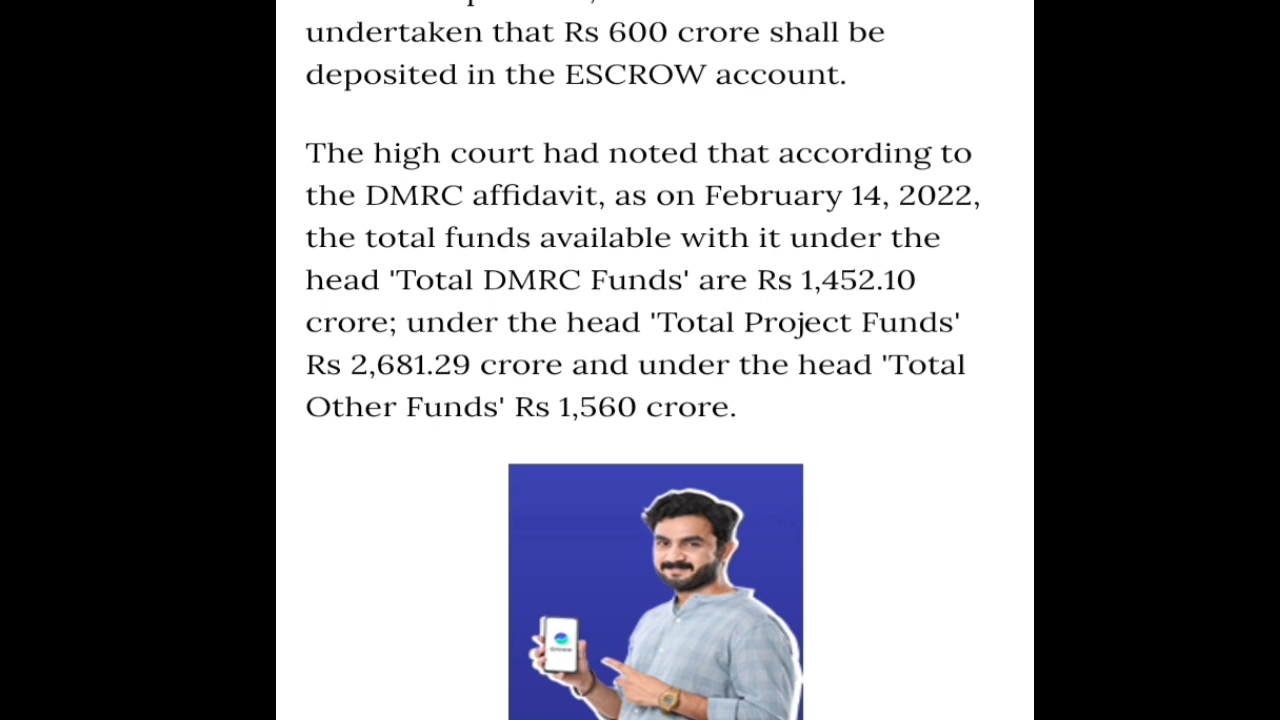 undertaken that Rs 600 crore shall be
deposited in the ESCROW account.
The high court had noted that according to
the DMRC affidavit, as on February 14, 2022,
the total funds available with it under the
head 'Total DMRC Funds' are Rs 1,452.10
crore; under the head 'Total Project Funds'
Rs 2,681.29 crore and under the head 'Total
Other Funds' Rs 1,560 crore.
Groww